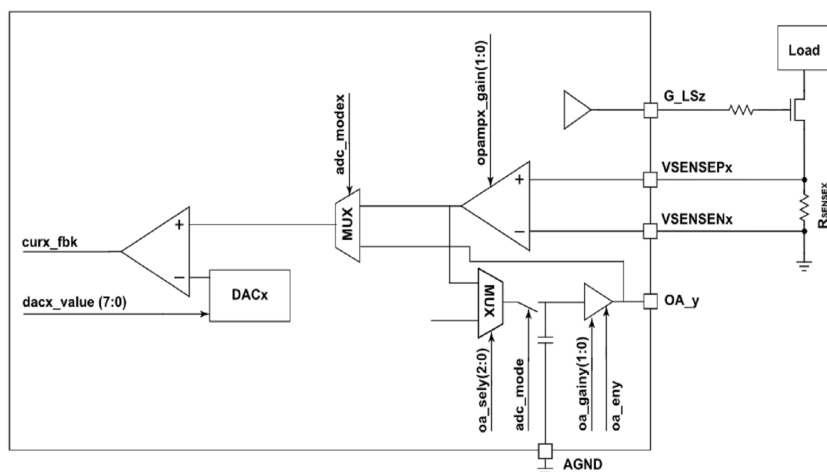 Load
G_LSz
opampx_gain(1:0)
adc_modex
VSENSEPx
+
MUX
+
VSENSENx
RSENSEX
curx_fbk
−
−
DACx
dacx_value (7:0)
MUX
OA_y
oa_sely(2:0)
adc_mode
oa_gainy(1:0)
oa_eny
AGND